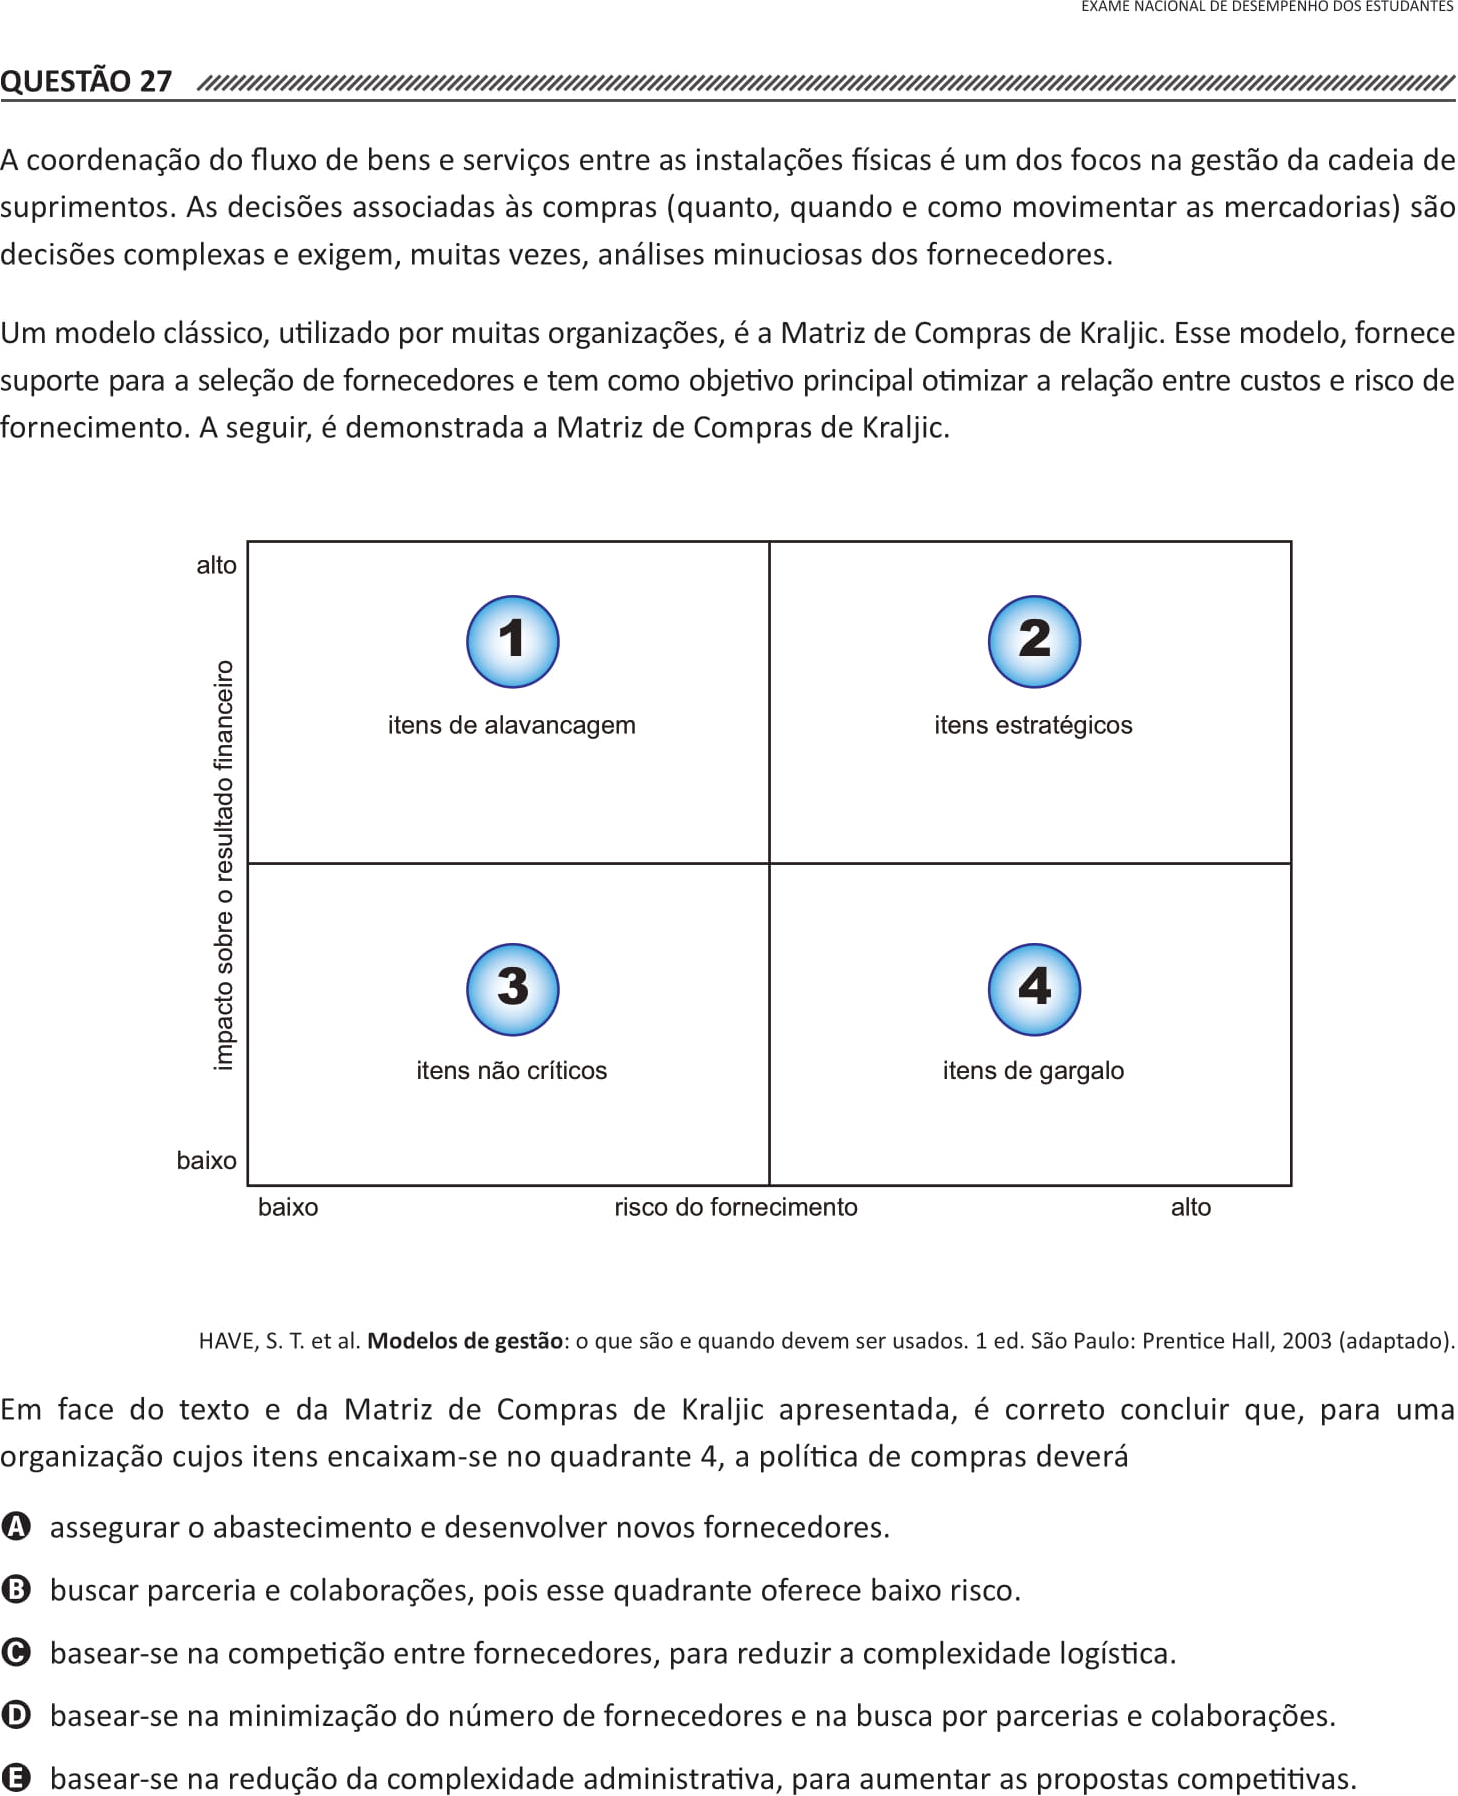 EXAME NACIONAL DE DESEMPENHO DOS ESTUDANTES
QUESTÃO 27
A coordenação do fluxo de bens e serviços entre as instalações físicas é um dos focos na gestão da cadeia de
suprimentos. As decisões associadas às compras (quanto, quando e como movimentar as mercadorias) são
decisões complexas e exigem, muitas vezes, análises minuciosas dos fornecedores.
Um modelo clássico, utilizado por muitas organizações, é a Matriz de Compras de Kraljic. Esse modelo, fornece
suporte para a seleção de fornecedores e tem como objetivo principal otimizar a relação entre custos e risco de
fornecimento. A seguir, é demonstrada a Matriz de Compras de Kraljic.
alto
1
2
itens de alavancagem
itens estratégicos
impacto sobre o resultado financeiro
3
4
itens não críticos
itens de gargalo
baixo
baixo
risco do fornecimento
alto
HAVE, S. T. et al. Modelos de gestão: o que são e quando devem ser usados. 1 ed. São Paulo: Prentice Hall, 2003 (adaptado).
Em face do texto e da Matriz de Compras de Kraljic apresentada, é correto concluir que, para uma
organização cujos itens encaixam-se no quadrante 4, a política de compras deverá
A assegurar o abastecimento e desenvolver novos fornecedores.
B buscar parceria e colaborações, pois esse quadrante oferece baixo risco.
C basear-se na competição entre fornecedores, para reduzir a complexidade logística.
D basear-se na minimização do número de fornecedores e na busca por parcerias e colaborações.
E basear-se na redução da complexidade administrativa, para aumentar as propostas competitivas.